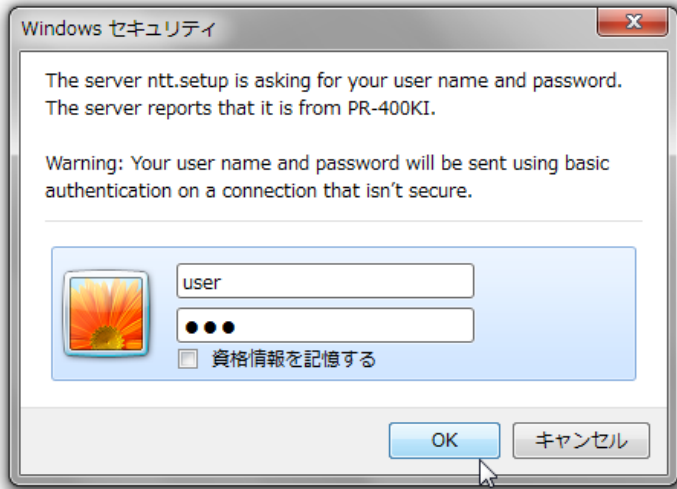 Windows セキュリティ
The server ntt.setup is asking for your user name and password.
The server reports that it is from PR-400KI.
Warning: Your user name and password will be sent using basic
authentication on a connection that isn't secure.
user
●●●
資格情報を記憶する
OK キャンセル